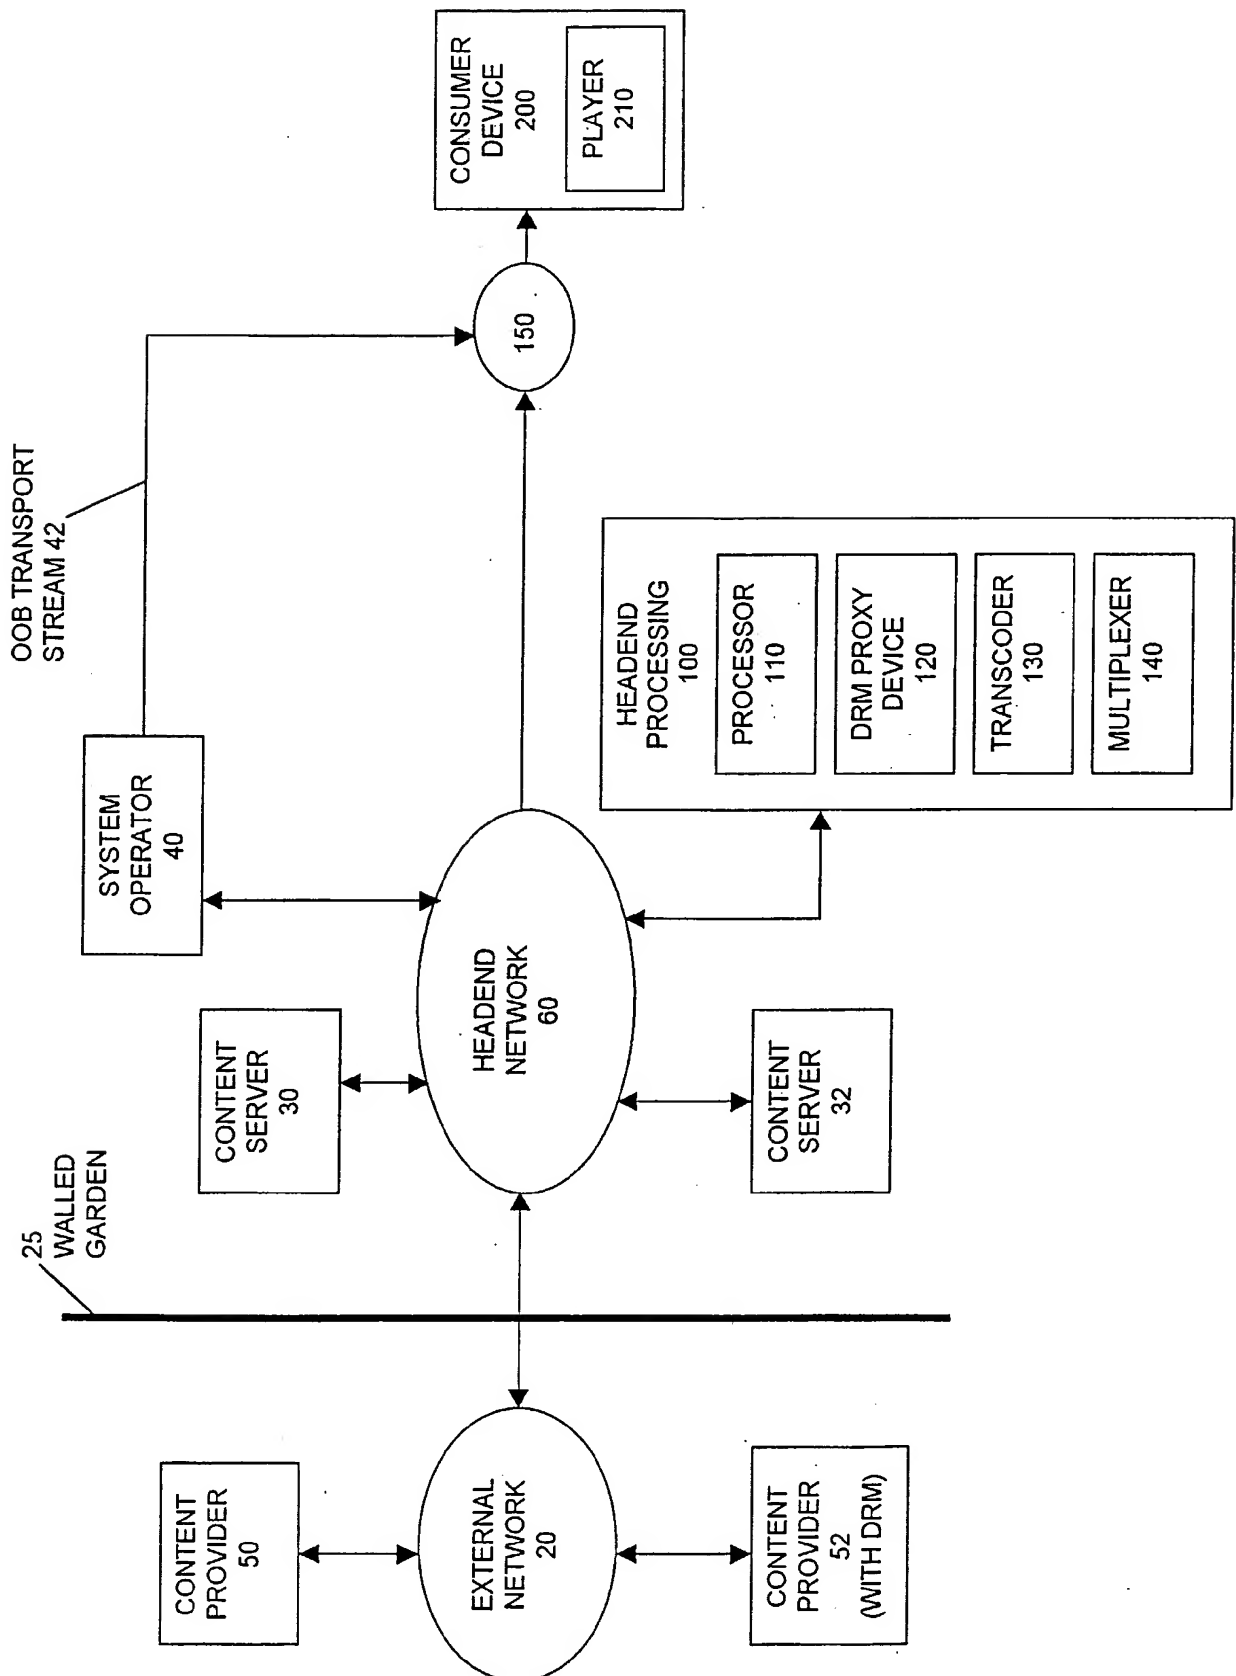 CONTENT
PROVIDER
50
EXTERNAL
NETWORK
20
CONTENT
PROVIDER
52
(WITH DRM)
25
WALLED
GARDEN
CONTENT
SERVER
30
HEADEND
NETWORK
60
CONTENT
SERVER
32
SYSTEM
OPERATOR
40
OOB TRANSPORT
STREAM 42
HEADEND
PROCESSING
100
PROCESSOR
110
DRM PROXY
DEVICE
120
TRANSCODER
130
MULTIPLEXER
140
150
CONSUMER
DEVICE
200
PLAYER
210